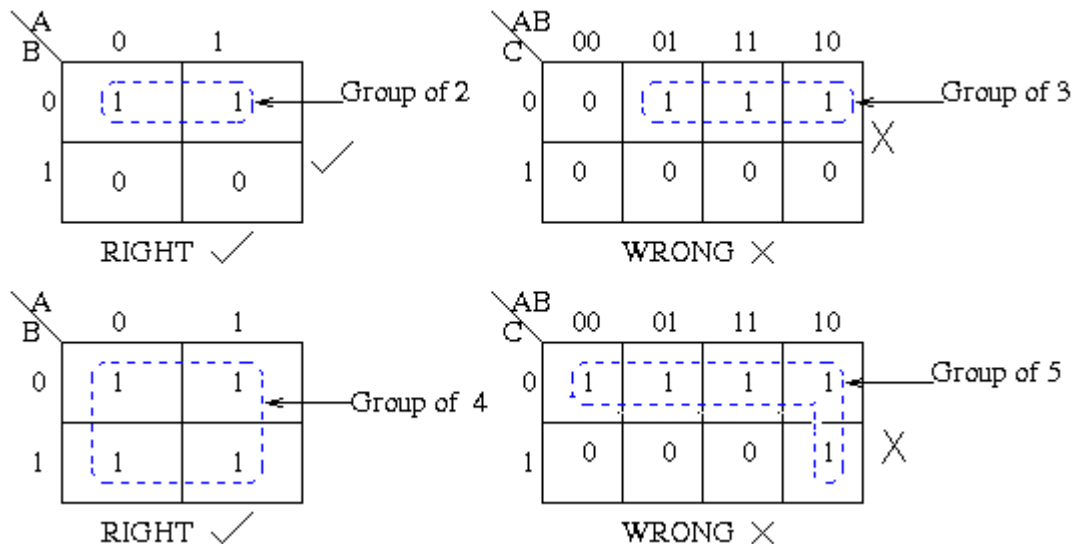 A
B 0 1
0 1 1 Group of 2
1 0 0
RIGHT
AB
C 00 01 11 10
0 0 1 1 1 Group of 3
1 0 0 0 0
WRONG
A
B 0 1
0 1 1
Group of 4
1 1 1
RIGHT
AB
C 00 01 11 10
0 1 1 1 1 Group of 5
1 0 0 0 1
WRONG